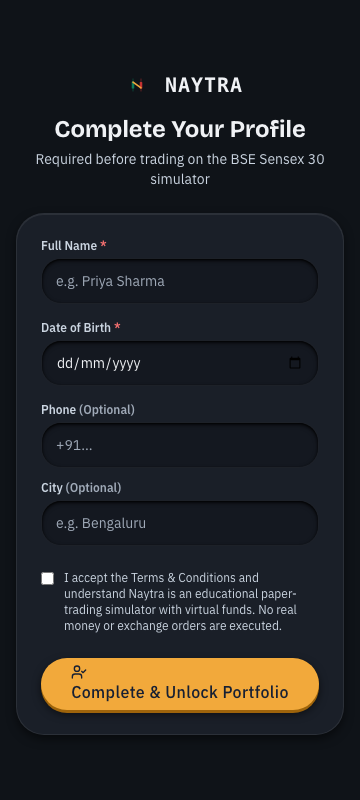 NAYTRA
Complete Your Profile
Required before trading on the BSE Sensex 30
simulator
Full Name *
e.g. Priya Sharma
Date of Birth *
dd/mm/yyyy
Phone (Optional)
+91...
City (Optional)
e.g. Bengaluru
I accept the Terms & Conditions and
understand Naytra is an educational paper-
trading simulator with virtual funds. No real
money or exchange orders are executed.
Complete & Unlock Portfolio